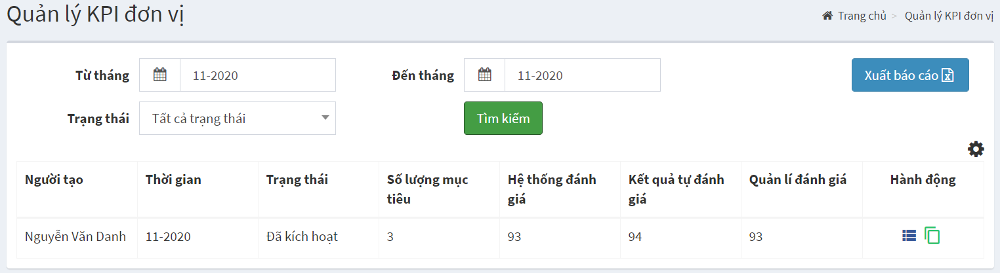 Quản lý KPI đơn vị
Trang chủ > Quản lý KPI đơn vị
Từ tháng 11-2020 Đến tháng 11-2020 Xuất báo cáo
Trạng thái Tất cả trạng thái Tìm kiếm
Người tạo Thời gian Trạng thái Số lượng mục tiêu Hệ thống đánh giá Kết quả tự đánh giá Quản lí đánh giá Hành động
Nguyễn Văn Danh 11-2020 Đã kích hoạt 3 93 94 93